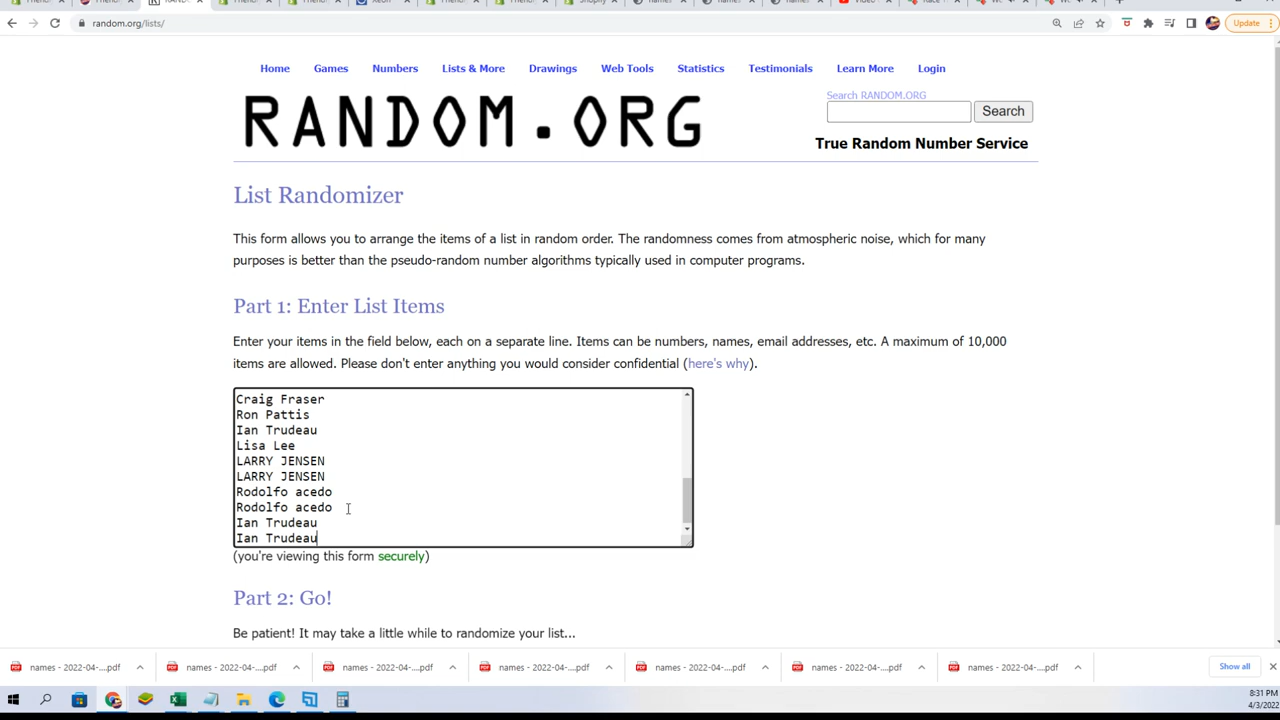 random.org/lists/
Update
Home Games Numbers Lists & More Drawings Web Tools Statistics Testimonials Learn More Login
RANDOM.ORG
Search RANDOM.ORG
Search
True Random Number Service
List Randomizer
This form allows you to arrange the items of a list in random order. The randomness comes from atmospheric noise, which for many
purposes is better than the pseudo-random number algorithms typically used in computer programs.
Part 1: Enter List Items
Enter your items in the field below, each on a separate line. Items can be numbers, names, email addresses, etc. A maximum of 10,000
items are allowed. Please don't enter anything you would consider confidential (here's why).
Craig Fraser
Ron Pattis
Ian Trudeau
Lisa Lee
LARRY JENSEN
LARRY JENSEN
Rodolfo acedo
Rodolfo acedo
Ian Trudeau
Ian Trudeau
(you're viewing this form securely)
Part 2: Go!
Be patient! It may take a little while to randomize your list...
names - 2022-04-....pdf names - 2022-04-....pdf names - 2022-04-....pdf names - 2022-04-....pdf names - 2022-04-....pdf names - 2022-04-....pdf names - 2022-04-....pdf Show all
8:31 PM
4/3/2022